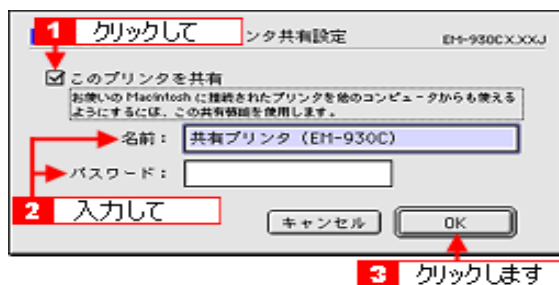 1 クリックして
ンタ共有設定 EM-930CX.XXJ
このプリンタを共有
お使いの Macintosh に接続されたプリンタを他のコンピュータからも使える
ようにするには、この共有機能を使用します。
名前： 共有プリンタ（EM-930C）
パスワード：
2 入力して
キャンセル OK
3 クリックします